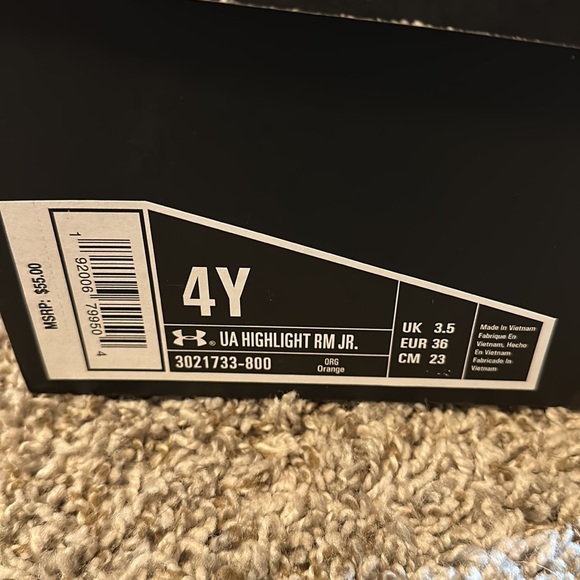 MSRP: $55.00
1 92006 79950 4
4Y
UA HIGHLIGHT RM JR.
3021733-800
ORG
Orange
UK 3.5
EUR 36
CM 23
Made In Vietnam
Fabrique En
Vietnam, Hecho
En Vietnam
Fabricado In
Vietnam